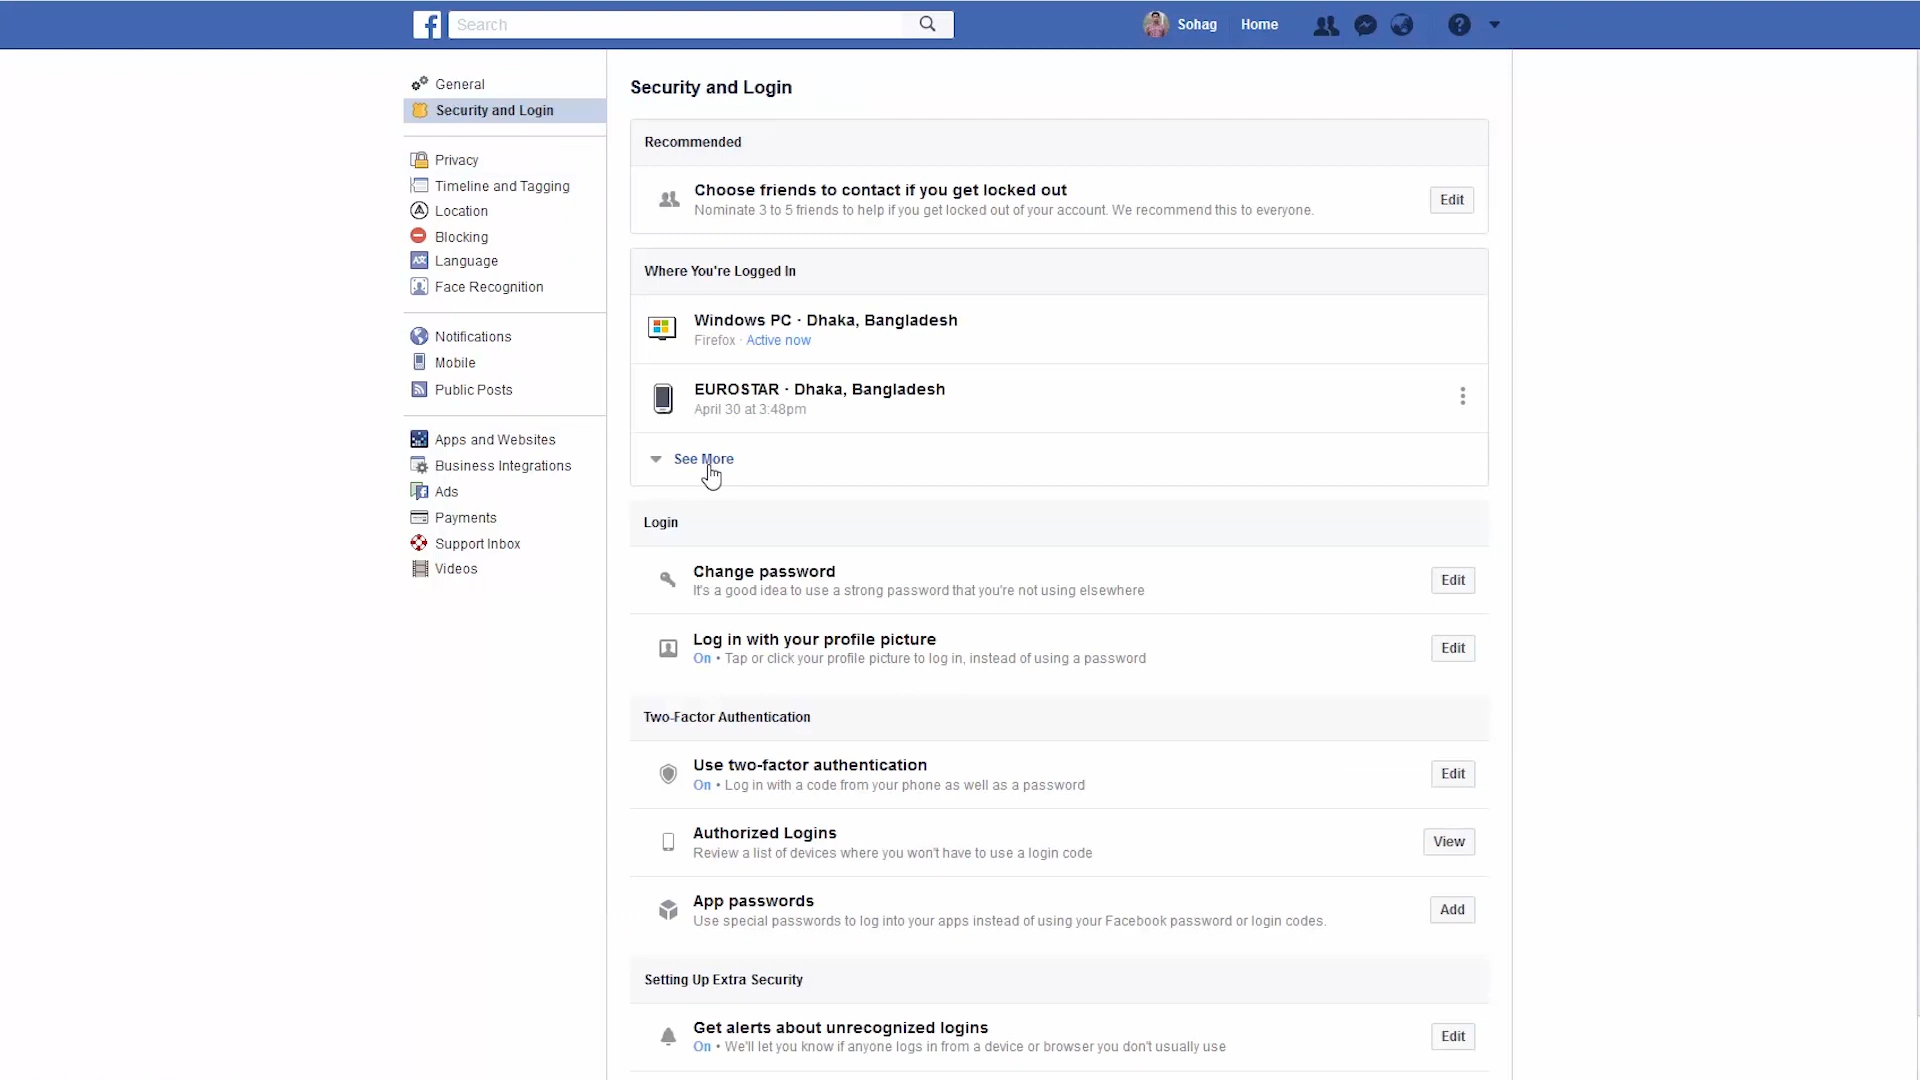 Search
Sohag
Home
General
Security and Login
Privacy
Timeline and Tagging
Location
Blocking
Language
Face Recognition
Notifications
Mobile
Public Posts
Apps and Websites
Business Integrations
Ads
Payments
Support Inbox
Videos
Security and Login
Recommended
Choose friends to contact if you get locked out
Nominate 3 to 5 friends to help if you get locked out of your account. We recommend this to everyone.
Edit
Where You're Logged In
Windows PC · Dhaka, Bangladesh
Firefox · Active now
EUROSTAR · Dhaka, Bangladesh
April 30 at 3:48pm
See More
Login
Change password
It's a good idea to use a strong password that you're not using elsewhere
Edit
Log in with your profile picture
On • Tap or click your profile picture to log in, instead of using a password
Edit
Two-Factor Authentication
Use two-factor authentication
On • Log in with a code from your phone as well as a password
Edit
Authorized Logins
Review a list of devices where you won't have to use a login code
View
App passwords
Use special passwords to log into your apps instead of using your Facebook password or login codes.
Add
Setting Up Extra Security
Get alerts about unrecognized logins
On • We'll let you know if anyone logs in from a device or browser you don't usually use
Edit